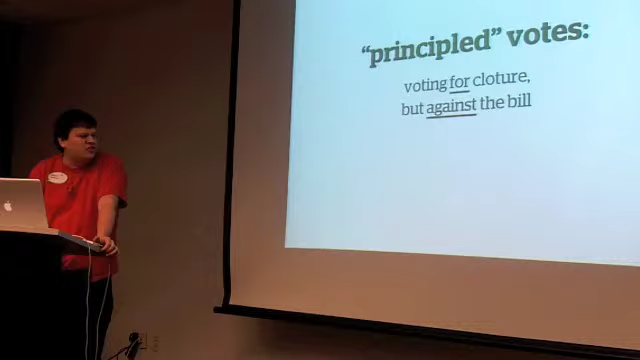 “principled” votes:
voting for cloture,
but against the bill